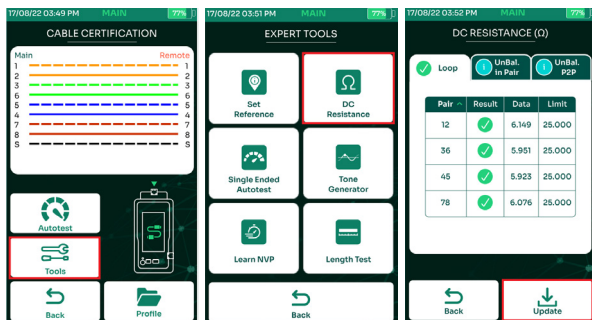 17/08/22 03:49 PM MAIN 77%
CABLE CERTIFICATION
Main Remote
1 1
2 2
3 3
6 6
5 5
4 4
7 7
8 8
S S
Autotest
Tools
Back
Profile
17/08/22 03:51 PM MAIN 77%
EXPERT TOOLS
Set
Reference
DC
Resistance
Single Ended
Autotest
Tone
Generator
Learn NVP
Length Test
Back
17/08/22 03:52 PM MAIN 77%
DC RESISTANCE (Ω)
Loop
UnBal.
in Pair
UnBal.
P2P
Pair Result Data Limit
12 6.149 25.000
36 5.951 25.000
45 5.923 25.000
78 6.076 25.000
Back
Update